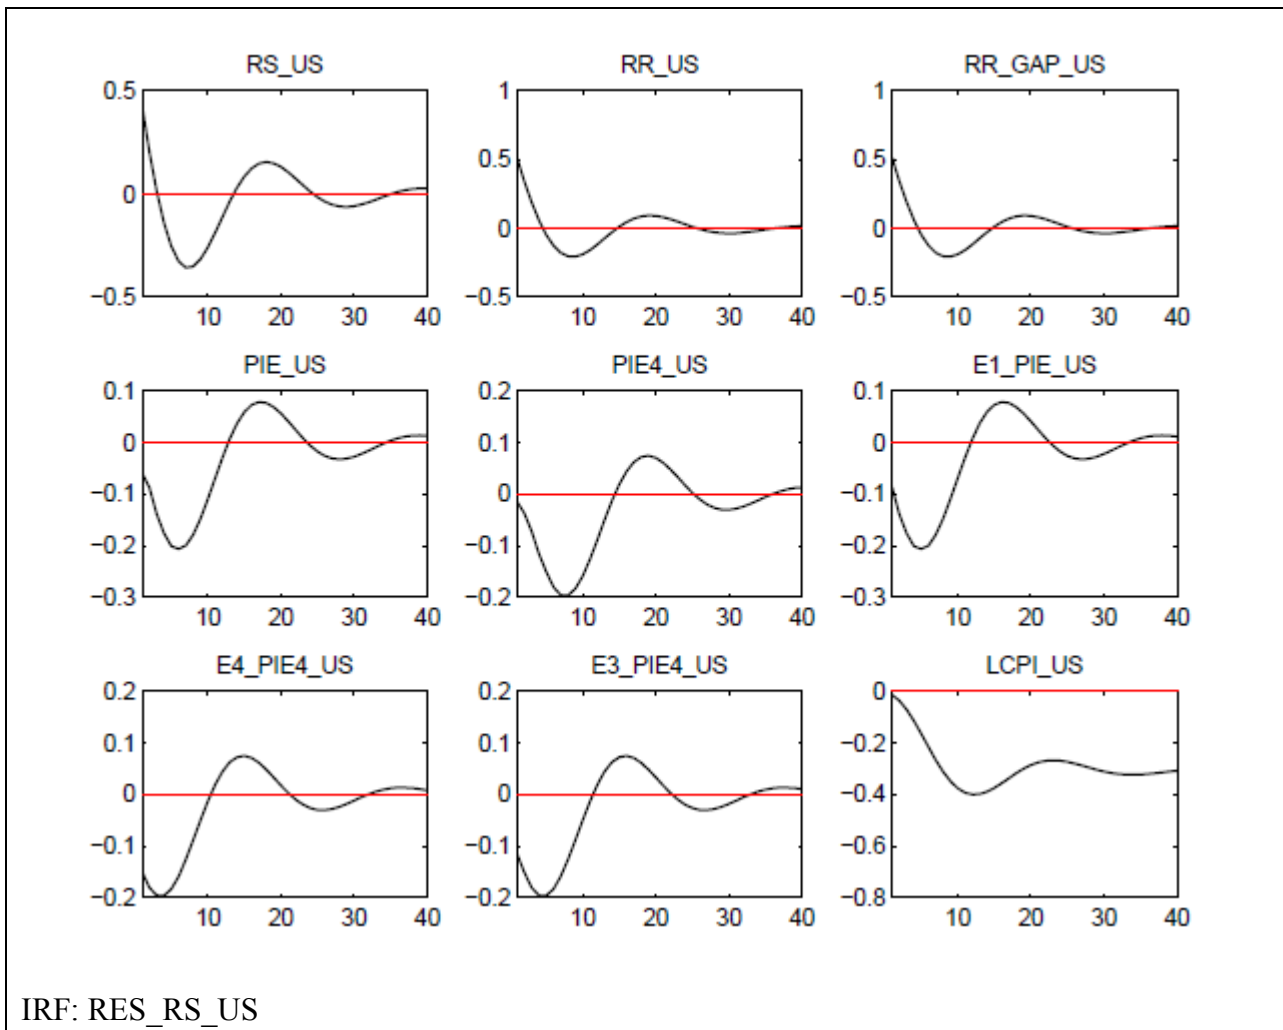 RS_US RR_US RR_GAP_US
0.5 1 1
0 0.5 0.5
0 0
−0.5 −0.5 −0.5
10 20 30 40 10 20 30 40 10 20 30 40
PIE_US PIE4_US E1_PIE_US
0.1 0.2 0.1
0 0.1 0
−0.1 0 −0.1
−0.2 −0.1 −0.2
−0.3 −0.2 −0.3
10 20 30 40 10 20 30 40 10 20 30 40
E4_PIE4_US E3_PIE4_US LCPI_US
0.2 0.2 0
0.1 0.1 −0.2
0 0 −0.4
−0.1 −0.1 −0.6
−0.2 −0.2 −0.8
10 20 30 40 10 20 30 40 10 20 30 40
IRF: RES_RS_US